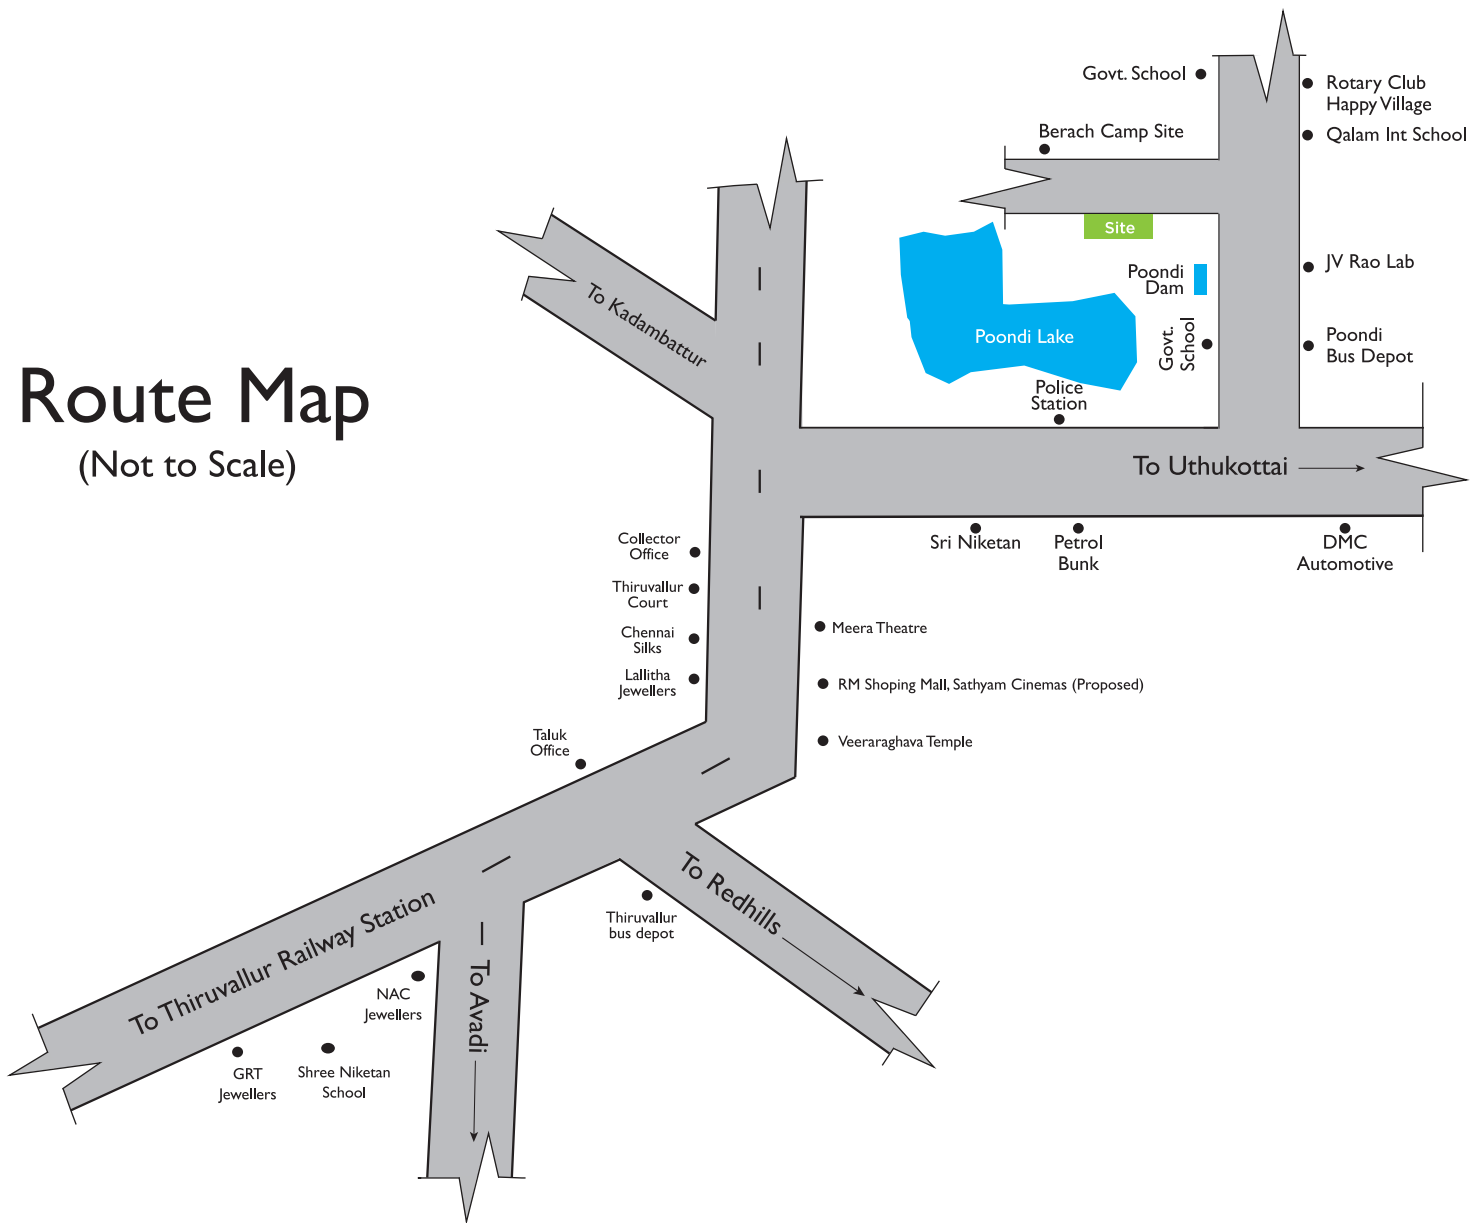 Govt. School
Rotary Club
Happy Village
Berach Camp Site
Qalam Int School
Site
Poondi
Dam
JV Rao Lab
To Kadambattur
Poondi Lake
Govt.
School
Poondi
Bus Depot
Route Map
(Not to Scale)
Police
Station
To Uthukottai
Sri Niketan
Petrol
Bunk
DMC
Automotive
Collector
Office
Thiruvallur
Court
Chennai
Silks
Meera Theatre
Lallitha
Jewellers
RM Shoping Mall, Sathyam Cinemas (Proposed)
Taluk
Office
Veeraraghava Temple
To Redhills
Thiruvallur
bus depot
To Thiruvallur Railway Station
To Avadi
NAC
Jewellers
GRT
Jewellers
Shree Niketan
School